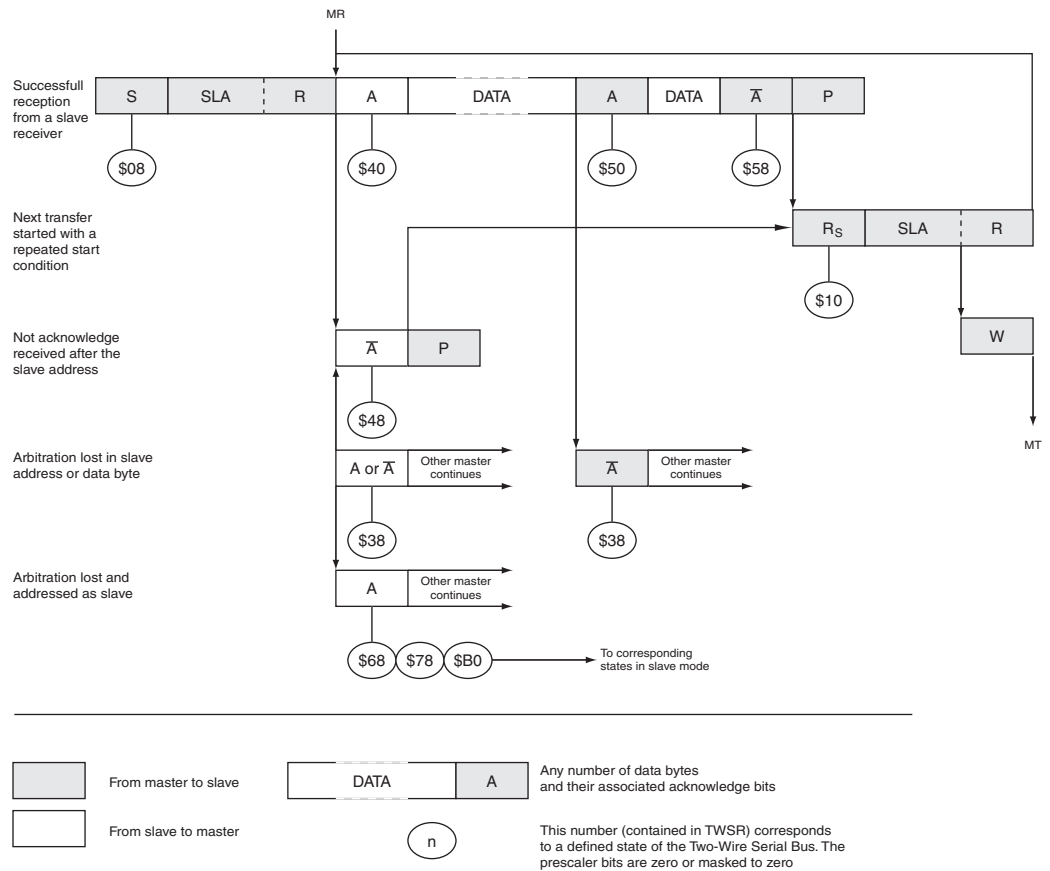 MR
Successfull
reception
from a slave
receiver
S SLA R A DATA A DATA A̅ P
$08 $40 $50 $58
Next transfer
started with a
repeated start
condition
RS SLA R
$10
Not acknowledge
received after the
slave address
A̅ P
W
$48
MT
Arbitration lost in slave
address or data byte
A or A̅
Other master
continues
A̅
Other master
continues
$38 $38
Arbitration lost and
addressed as slave
A
Other master
continues
$68 $78 $B0
To corresponding
states in slave mode
From master to slave
DATA A
Any number of data bytes
and their associated acknowledge bits
From slave to master
n
This number (contained in TWSR) corresponds
to a defined state of the Two-Wire Serial Bus. The
prescaler bits are zero or masked to zero